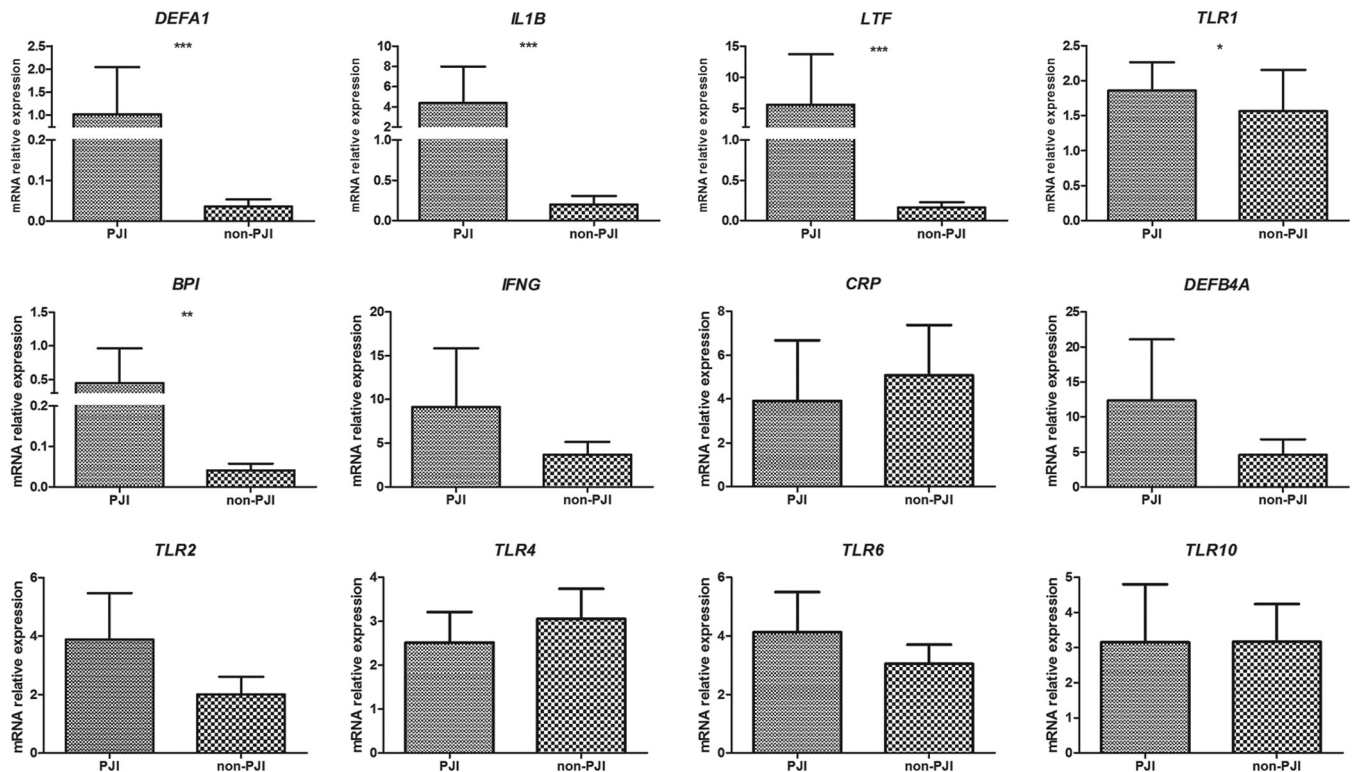 DEFA1
***
mRNA relative expression
2.5
2.0
1.5
1.0
0.2
0.1
0.0
PJI non-PJI
IL1B
***
mRNA relative expression
10
8
6
4
2
1.0
0.5
0.0
PJI non-PJI
LTF
***
mRNA relative expression
15
10
5
1.0
0.5
0.0
PJI non-PJI
TLR1
*
mRNA relative expression
2.5
2.0
1.5
1.0
0.5
0.0
PJI non-PJI
BPI
**
mRNA relative expression
1.5
1.0
0.5
0.2
0.1
0.0
PJI non-PJI
IFNG
mRNA relative expression
20
15
10
5
0
PJI non-PJI
CRP
mRNA relative expression
8
6
4
2
0
PJI non-PJI
DEFB4A
mRNA relative expression
25
20
15
10
5
0
PJI non-PJI
TLR2
mRNA relative expression
6
4
2
0
PJI non-PJI
TLR4
mRNA relative expression
4
3
2
1
0
PJI non-PJI
TLR6
mRNA relative expression
6
4
2
0
PJI non-PJI
TLR10
mRNA relative expression
5
4
3
2
1
0
PJI non-PJI